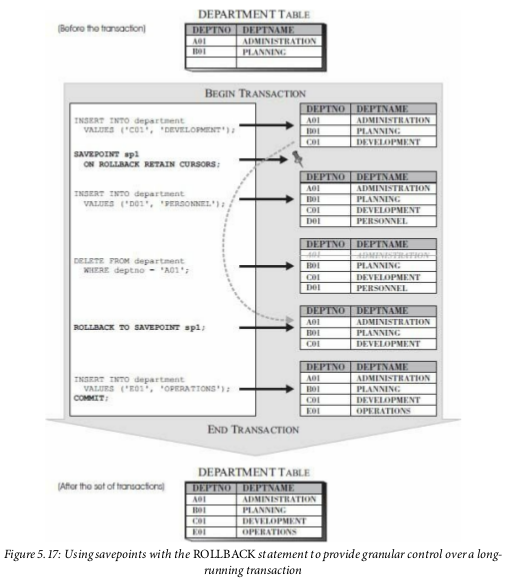 DEPARTMENT TABLE
(Before the transaction)
DEPTNO DEPTNAME
A01 ADMINISTRATION
B01 PLANNING
BEGIN TRANSACTION
INSERT INTO department
VALUES ('C01', 'DEVELOPMENT');
DEPTNO DEPTNAME
A01 ADMINISTRATION
B01 PLANNING
C01 DEVELOPMENT
SAVEPOINT sp1
ON ROLLBACK RETAIN CURSORS;
INSERT INTO department
VALUES ('D01', 'PERSONNEL');
DEPTNO DEPTNAME
A01 ADMINISTRATION
B01 PLANNING
C01 DEVELOPMENT
D01 PERSONNEL
DELETE FROM department
WHERE deptno = 'A01';
DEPTNO DEPTNAME
A01 ADMINISTRATION
B01 PLANNING
C01 DEVELOPMENT
D01 PERSONNEL
ROLLBACK TO SAVEPOINT sp1;
DEPTNO DEPTNAME
A01 ADMINISTRATION
B01 PLANNING
C01 DEVELOPMENT
INSERT INTO department
VALUES ('E01', 'OPERATIONS');
COMMIT;
DEPTNO DEPTNAME
A01 ADMINISTRATION
B01 PLANNING
C01 DEVELOPMENT
E01 OPERATIONS
END TRANSACTION
DEPARTMENT TABLE
(After the set of transactions)
DEPTNO DEPTNAME
A01 ADMINISTRATION
B01 PLANNING
C01 DEVELOPMENT
E01 OPERATIONS
Figure 5.17: Using savepoints with the ROLLBACK statement to provide granular control over a long-
running transaction